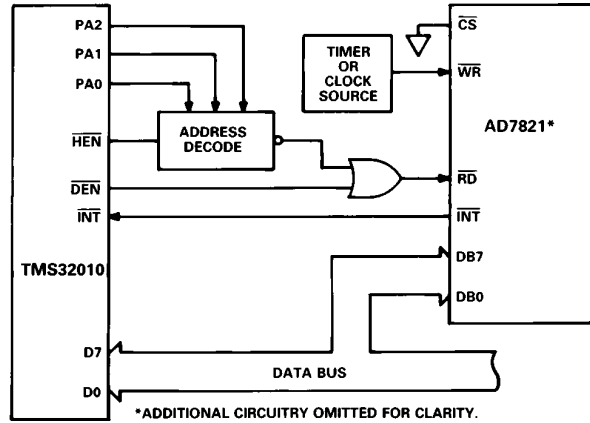 PA2
PA1
PA0
HEN
DEN
INT
TMS32010
D7
D0
ADDRESS
DECODE
TIMER
OR
CLOCK
SOURCE
CS
WR
AD7821*
RD
INT
DB7
DB0
DATA BUS
*ADDITIONAL CIRCUITRY OMITTED FOR CLARITY.